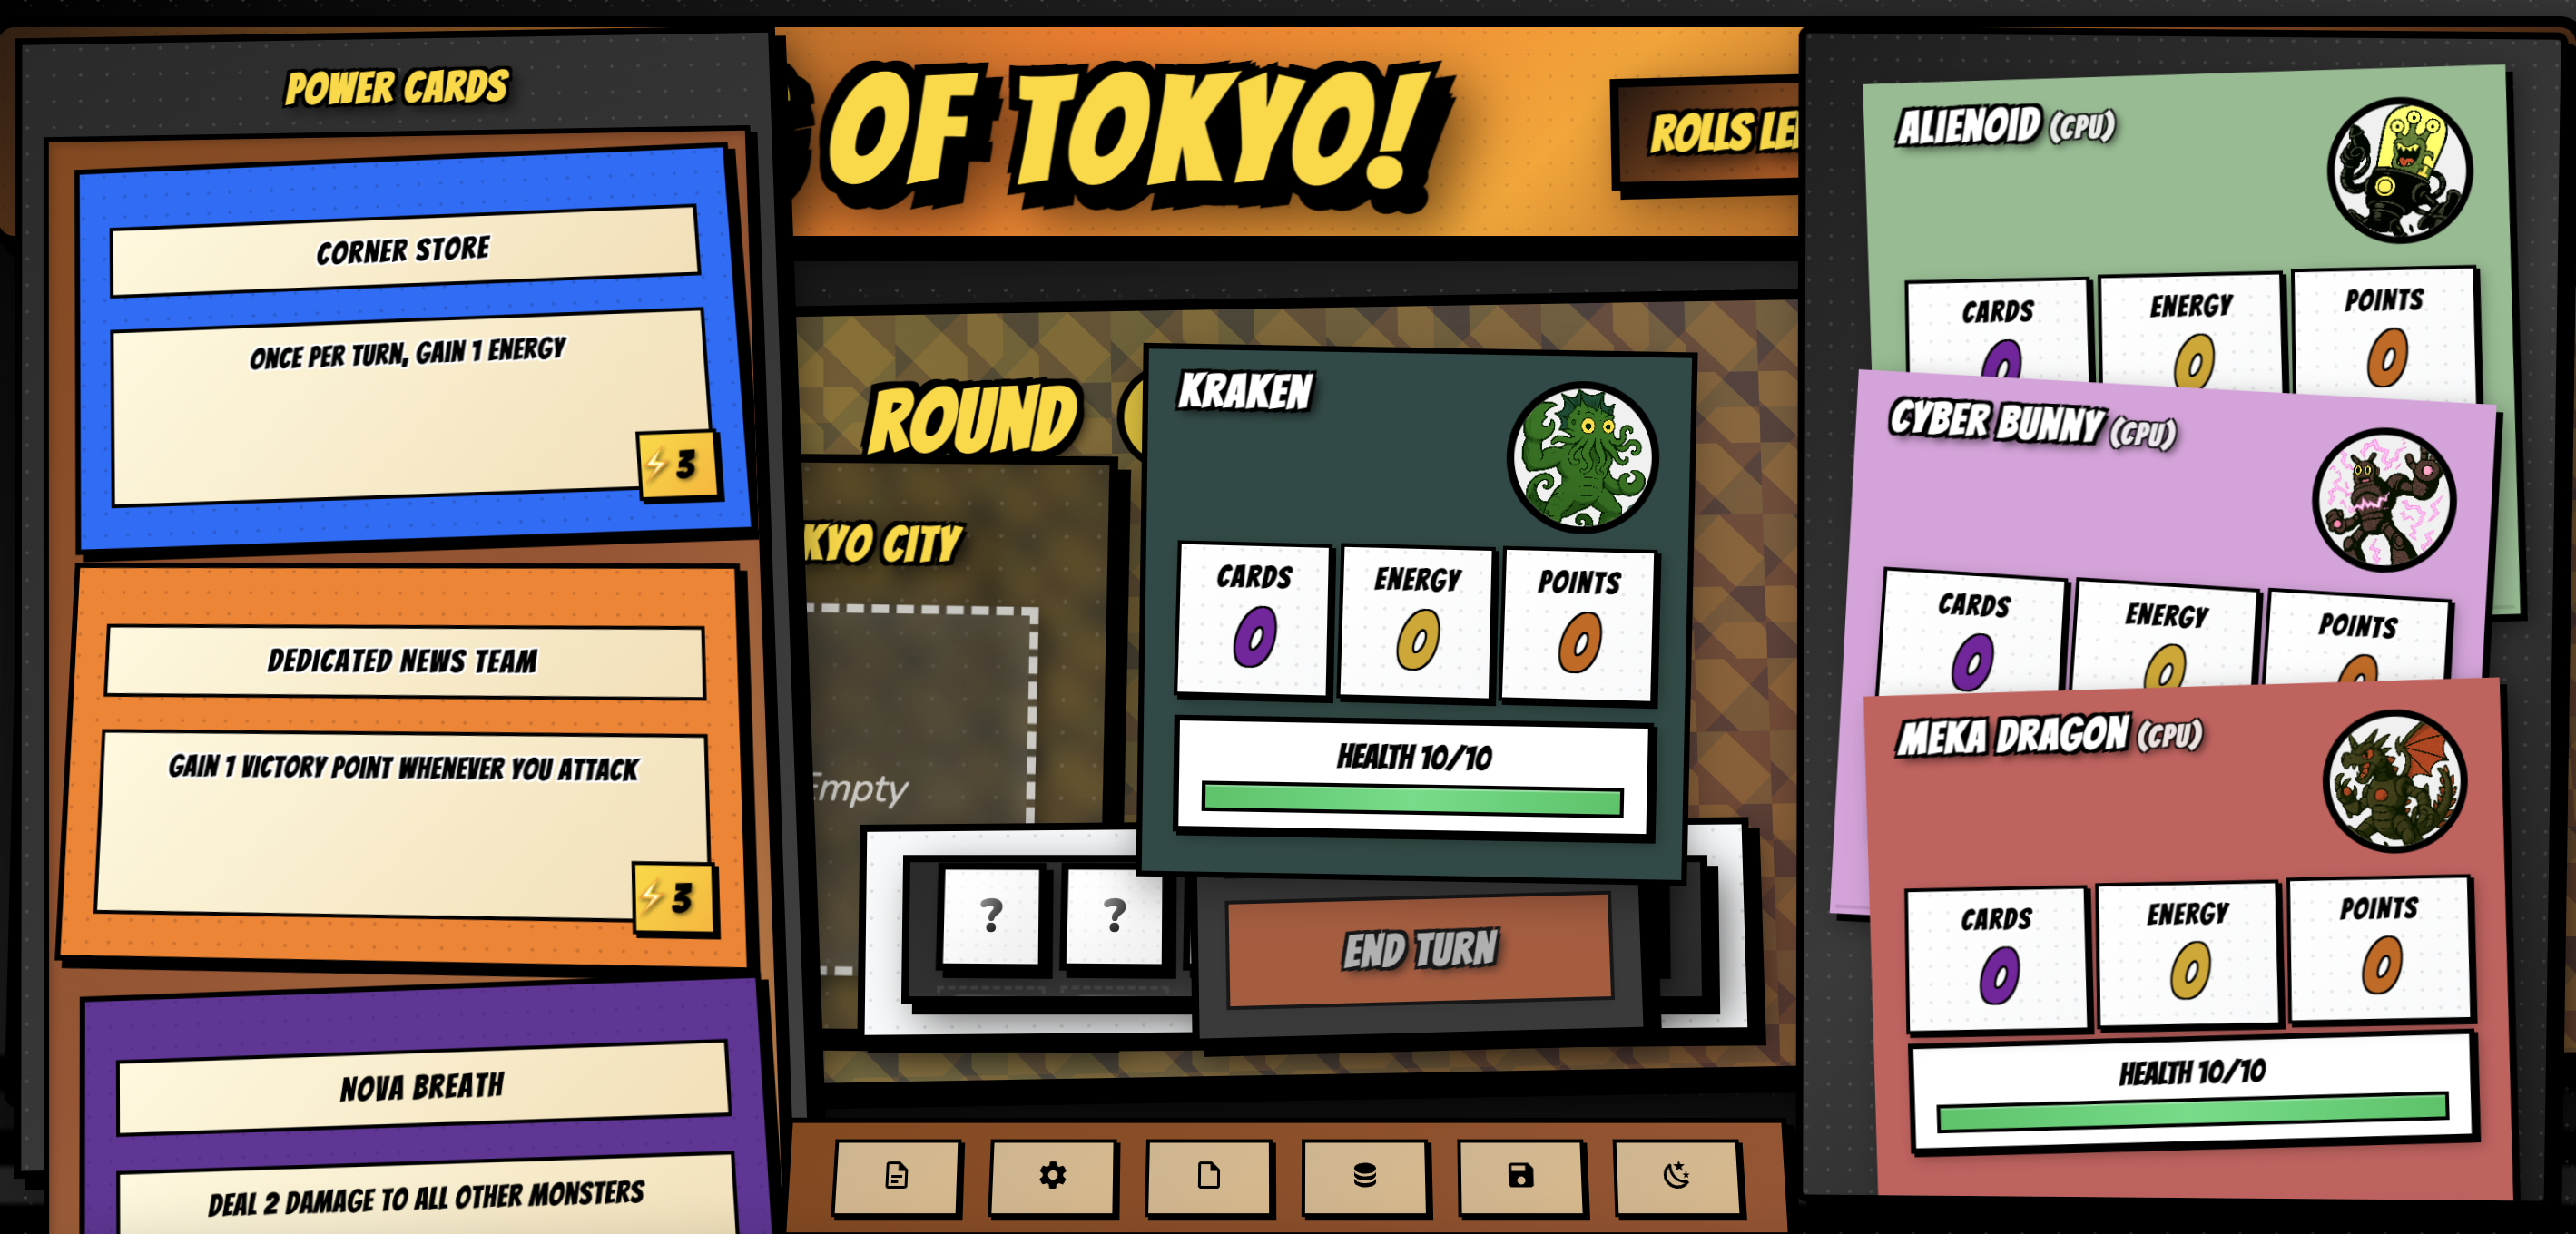 POWER CARDS
CORNER STORE
ONCE PER TURN, GAIN 1 ENERGY
3
DEDICATED NEWS TEAM
GAIN 1 VICTORY POINT WHENEVER YOU ATTACK
3
NOVA BREATH
DEAL 2 DAMAGE TO ALL OTHER MONSTERS
OF TOKYO!
ROLLS
ROUND
CITY
?
?
KRAKEN
CARDS
0
ENERGY
0
POINTS
0
HEALTH 10/10
END TURN
ALIENOID (CPU)
CARDS
0
ENERGY
0
POINTS
0
CYBER BUNNY (CPU)
CARDS
0
ENERGY
0
POINTS
0
MEKA DRAGON (CPU)
CARDS
0
ENERGY
0
POINTS
0
HEALTH 10/10